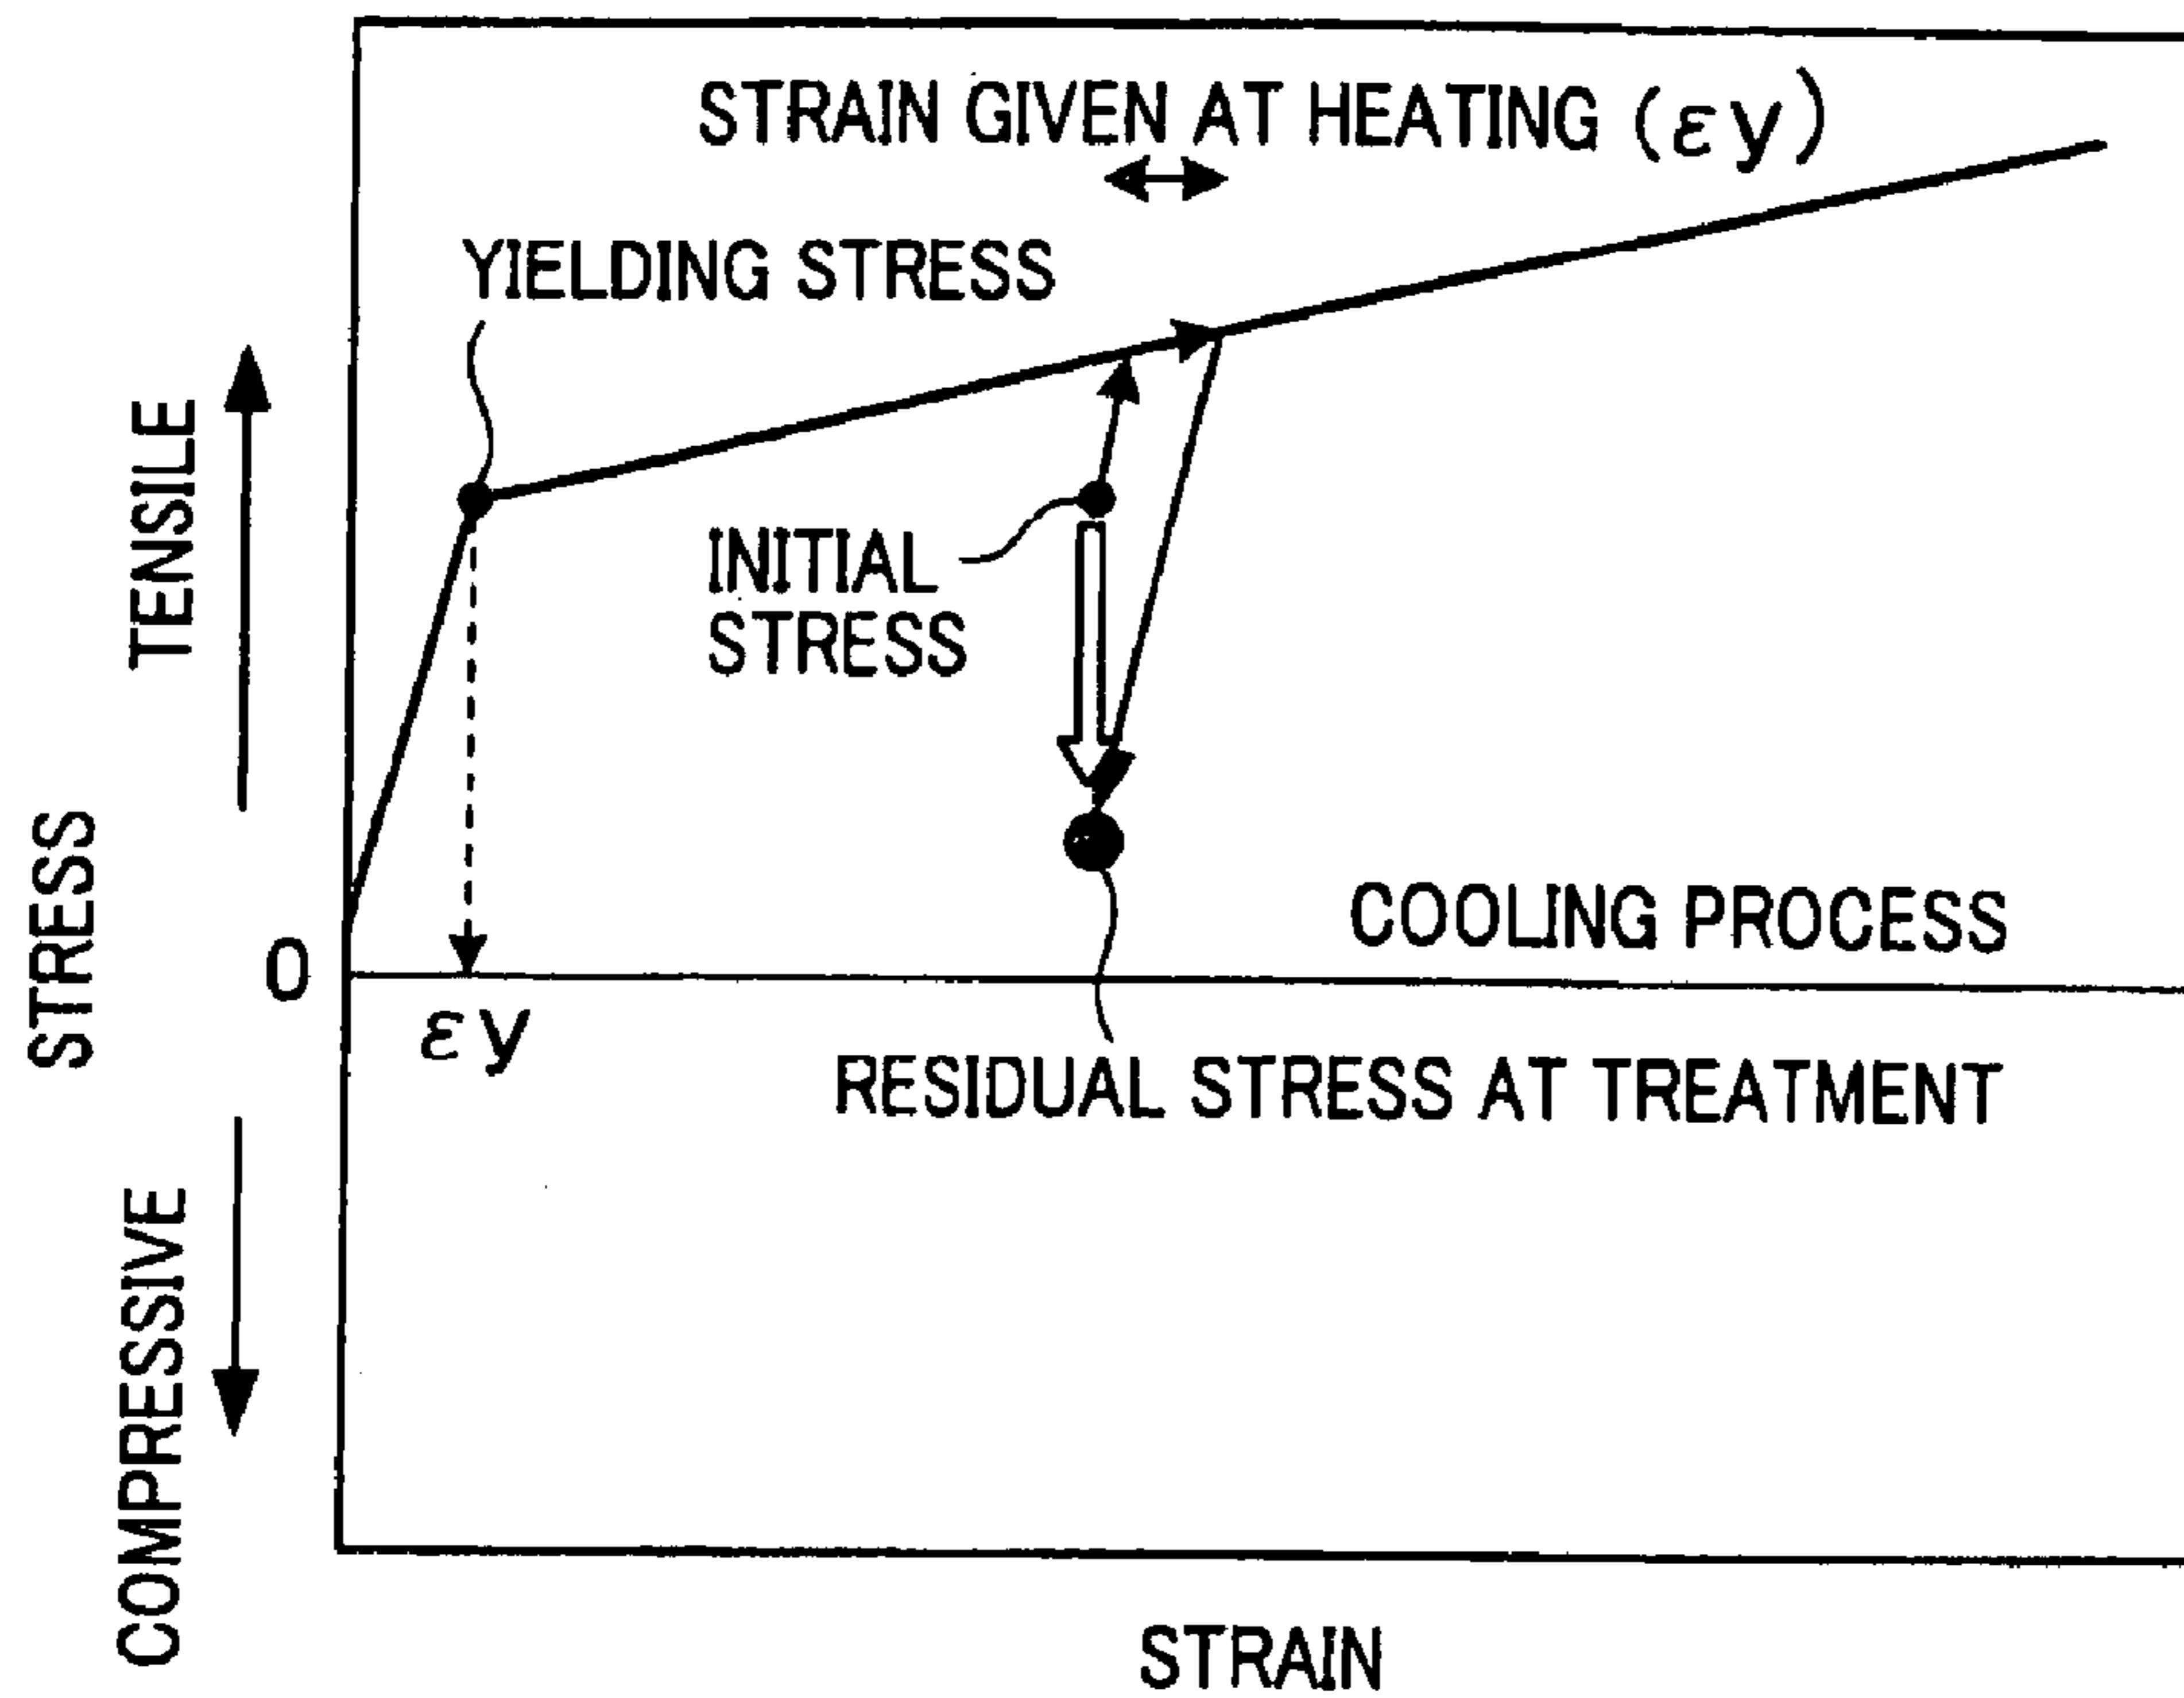 STRAIN GIVEN AT HEATING (εy)
YIELDING STRESS
TENSILE
INITIAL
STRESS
STRESS
0
COOLING PROCESS
εy
RESIDUAL STRESS AT TREATMENT
COMPRESSIVE
STRAIN